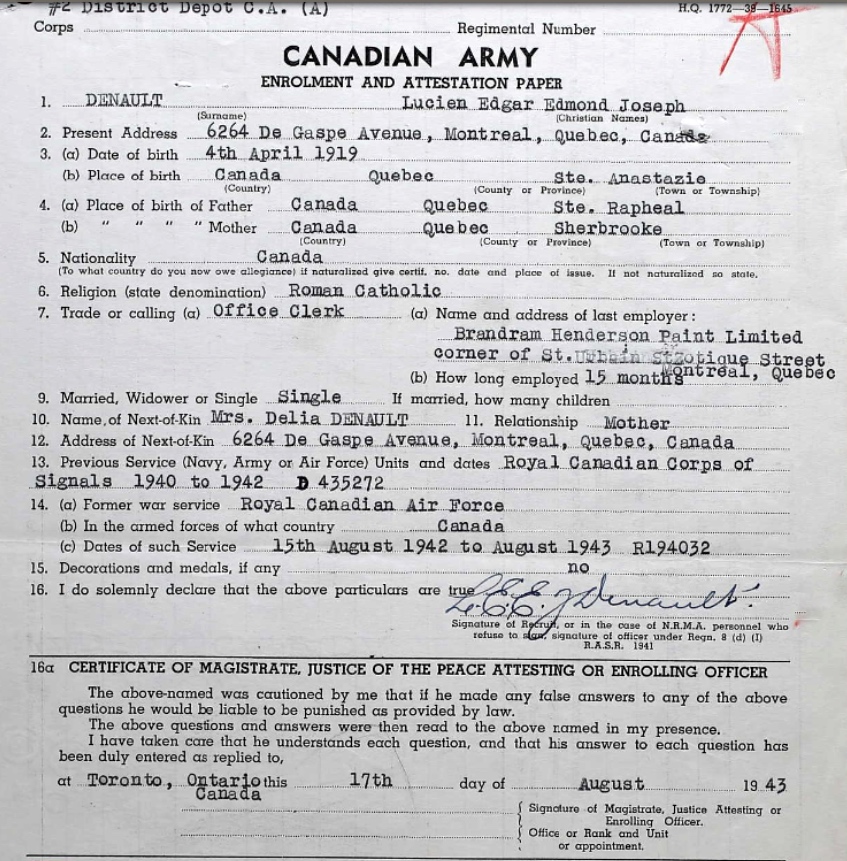 #2 District Depot C.A. (A) H.Q. 1772—39—1645
Corps Regimental Number
CANADIAN ARMY
ENROLMENT AND ATTESTATION PAPER
1. DENAULT Lucien Edgar Edmond Joseph
(Surname) (Christian Names)
2. Present Address 6264 De Gaspe Avenue, Montreal, Quebec, Canada
3. (a) Date of birth 4th April 1919
(b) Place of birth Canada Quebec Ste. Anastazie
(Country) (County or Province) (Town or Township)
4. (a) Place of Birth of Father Canada Quebec Ste. Rapheal
(b) " " " " Mother Canada Quebec Sherbrooke
(Country) (County or Province) (Town or Township)
5. Nationality Canada
(To what country do you now owe allegiance) if naturalized give certif. no. date and place of issue. If not naturalized so state.
6. Religion (state denomination) Roman Catholic
7. Trade or calling (a) Office Clerk (a) Name and address of last employer:
Brandram Henderson Paint Limited
corner of St. Urbain StZotique Street
(b) How long employed 15 months Montreal, Quebec
9. Married, Widower or Single Single If married, how many children
10. Name, of Next-of-Kin Mrs. Delia DENAULT 11. Relationship Mother
12. Address of Next-of-Kin 6264 De Gaspe Avenue, Montreal, Quebec, Canada
13. Previous Service (Navy, Army or Air Force) Units and dates Royal Canadian Corps of
Signals 1940 to 1942 D 435272
14. (a) Former war service Royal Canadian Air Force
(b) In the armed forces of what country Canada
(c) Dates of such Service 15th August 1942 to August 1943 R194032
15. Decorations and medals, if any no
16. I do solemnly declare that the above particulars are true L.E.E.J Denault.
Signature of Recruit, or in the case of N.R.M.A. personnel who
refuse to sign, signature of officer under Regn. 8 (d) (I)
R.A.S.R. 1941
16a CERTIFICATE OF MAGISTRATE, JUSTICE OF THE PEACE ATTESTING OR ENROLLING OFFICER
The above-named was cautioned by me that if he made any false answers to any of the above
questions he would be liable to be punished as provided by law.
The above questions and answers were then read to the above named in my presence.
I have taken care that he understands each question, and that his answer to each question has
been duly entered as replied to,
at Toronto, Ontario this 17th day of August 19 43
Canada
Signature of Magistrate, Justice Attesting or
Enrolling Officer.
Office or Rank and Unit
or appointment.